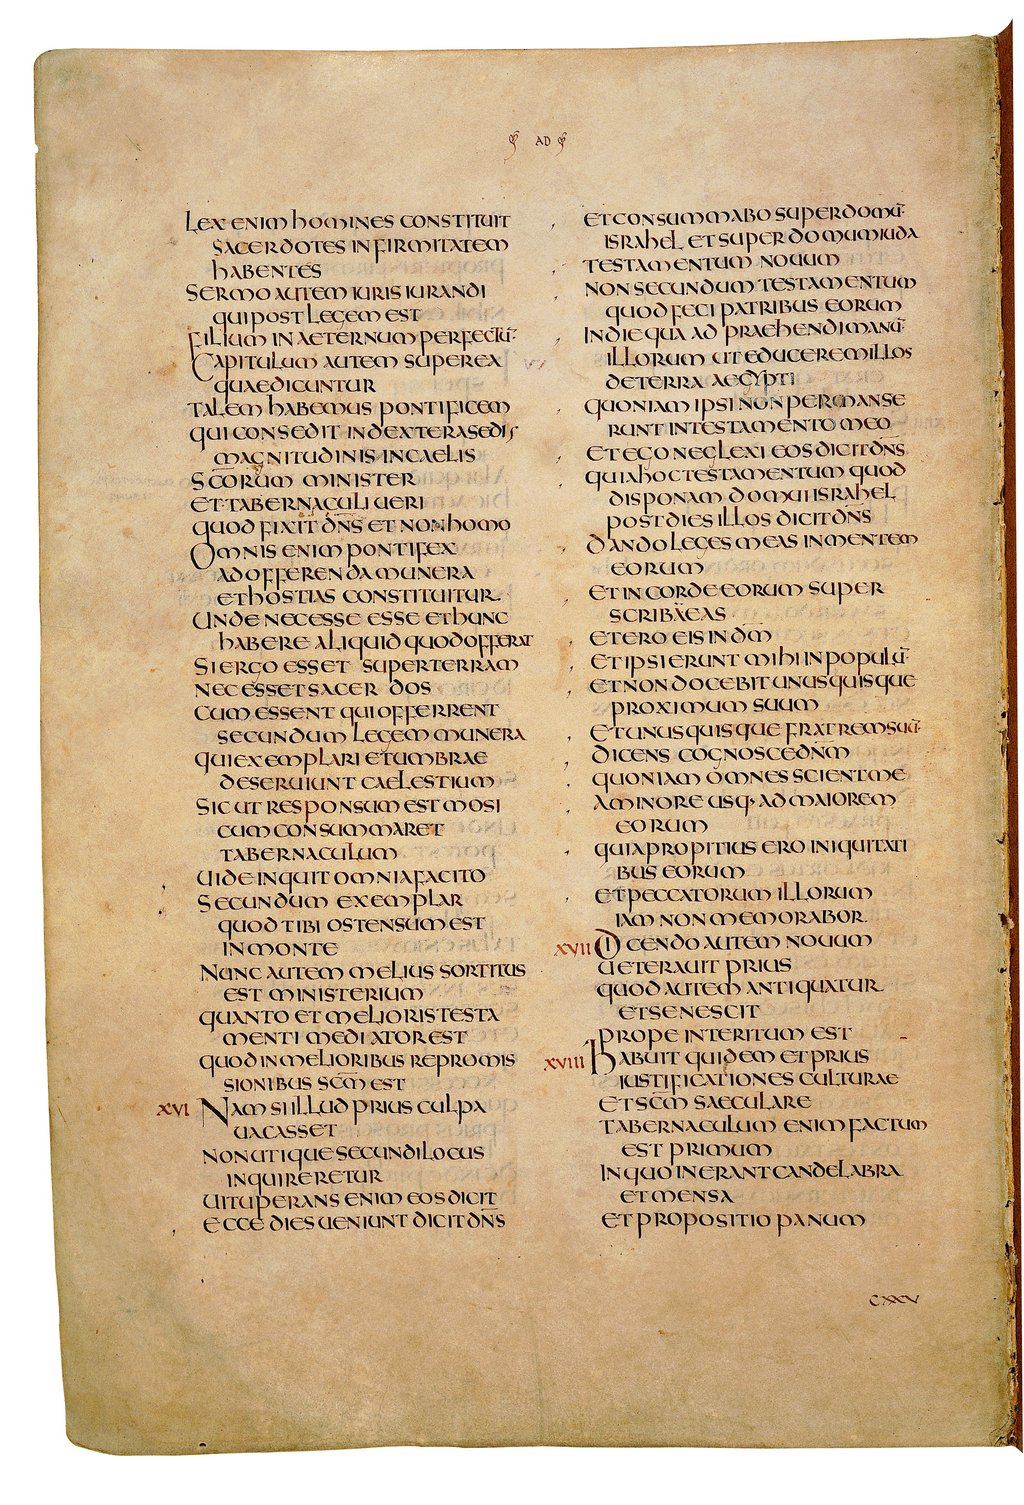 AD
LEX ENIM HOMINES CONSTITUIT
SACERDOTES INFIRMITATEM
HABENTES
SERMO AUTEM IURIS IURANDI
QUI POST LEGEM EST
FILIUM IN AETERNUM PERFECTU̅
CAPITULUM AUTEM SUPER EA
QUAE DICUNTUR
TALEM HABEMUS PONTIFICEM
QUI CONSEDIT IN DEXTERA SEDIS
MAGNITUDINIS IN CAELIS
SC̅ORUM MINISTER
ET TABERNACULI UERI
QUOD FIXIT DN̅S ET NON HOMO
OMNIS ENIM PONTIFEX
AD OFFERENDA MUNERA
ET HOSTIAS CONSTITUITUR
UNDE NECESSE ESSE ET HUNC
HABERE ALIQUID QUOD OFFERAT
SI ERGO ESSET SUPER TERRAM
NEC ESSET SACERDOS
CUM ESSENT QUI OFFERRENT
SECUNDUM LEGEM MUNERA
QUI EXEMPLARI ET UMBRAE
DESERUIUNT CAELESTIUM
SICUT RESPONSUM EST MOSI
CUM CONSUMMARET
TABERNACULUM
UIDE INQUIT OMNIA FACITO
SECUNDUM EXEMPLAR
QUOD TIBI OSTENSUM EST
IN MONTE
NUNC AUTEM MELIUS SORTITUS
EST MINISTERIUM
QUANTO ET MELIORIS TESTA
MENTI MEDIATOR EST
QUOD IN MELIORIBUS REPROMIS
SIONIBUS SC̅M EST
XVI NAM SI ILLUD PRIUS CULPA
UACASSET
NON UTIQUE SECUNDI LOCUS
INQUIRERETUR
UITUPERANS ENIM EOS DICIT
ECCE DIES UENIUNT DICIT DN̅S
ET CONSUMMABO SUPER DOMU̅
ISRAHEL ET SUPER DOMUM IUDA
TESTAMENTUM NOUUM
NON SECUNDUM TESTAMENTUM
QUOD FECI PATRIBUS EORUM
IN DIE QUA ADPRAEHENDI MANU̅
ILLORUM UT EDUCEREM ILLOS
DE TERRA AEGYPTI
QUONIAM IPSI NON PERMANSE
RUNT IN TESTAMENTO MEO
ET EGO NEGLEXI EOS DICIT DN̅S
QUIA HOC TESTAMENTUM QUOD
DISPONAM DOMUI ISRAHEL
POST DIES ILLOS DICIT DN̅S
DANDO LEGES MEAS IN MENTEM
EORUM
ET IN CORDE EORUM SUPER
SCRIBAEAS
ET ERO EIS IN DM̅
ET IPSI ERUNT MIHI IN POPULU̅
ET NON DOCEBIT UNUSQUISQUE
PROXIMUM SUUM
ET UNUSQUISQUE FRATREM SUU̅
DICENS COGNOSCE DN̅M
QUONIAM OMNES SCIENT ME
A MINORE USQ· AD MAIOREM
EORUM
QUIA PROPITIUS ERO INIQUITATI
BUS EORUM
ET PECCATORUM ILLORUM
IAM NON MEMORABOR
XVII DICENDO AUTEM NOUUM
UETERAUIT PRIUS
QUOD AUTEM ANTIQUATUR
ET SENESCIT
PROPE INTERITUM EST
XVIII HABUIT QUIDEM ET PRIUS
IUSTIFICATIONES CULTURAE
ET SC̅M SAECULARE
TABERNACULUM ENIM FACTUM
EST PRIMUM
IN QUO INERANT CANDELABRA
ET MENSA
ET PROPOSITIO PANUM
CXXV